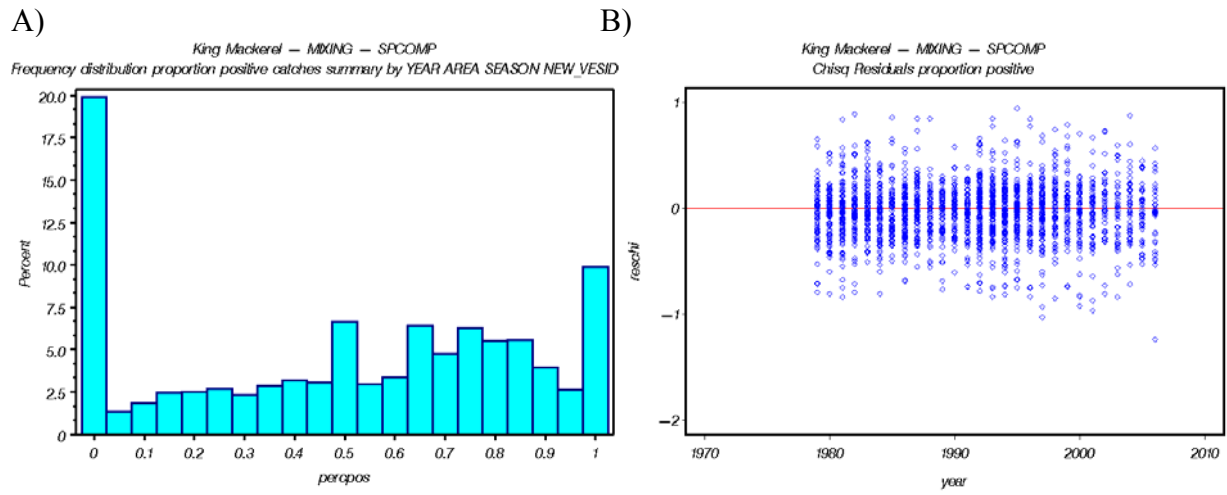 A)
King Mackerel – MIXING – SPCOMP
Frequency distribution proportion positive catches summary by YEAR AREA SEASON NEW_VESID
Percent
20.0
17.5
15.0
12.5
10.0
7.5
5.0
2.5
0
0 0.1 0.2 0.3 0.4 0.5 0.6 0.7 0.8 0.9 1
percpos
B)
King Mackerel – MIXING – SPCOMP
Chisq Residuals proportion positive
reschi
1
0
−1
−2
1970 1980 1990 2000 2010
year